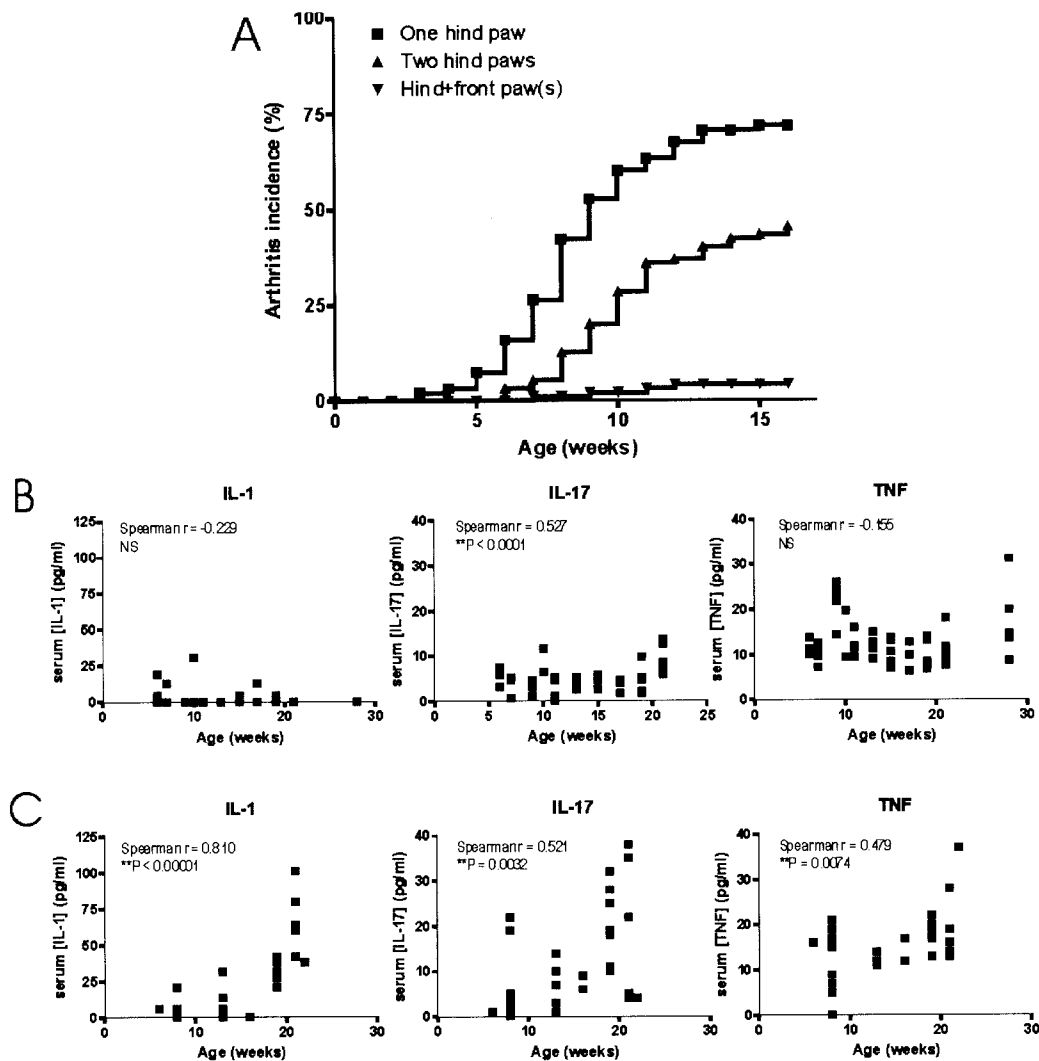 A
One hind paw
Two hind paws
Hind+front paw(s)
100
75
50
25
0
Arthritis incidence (%)
0 5 10 15
Age (weeks)
B
IL-1
Spearman r = -0.229
NS
125
100
75
50
25
0
serum [IL-1] (pg/ml)
0 10 20 30
Age (weeks)
IL-17
Spearman r = 0.527
**P < 0.0001
40
30
20
10
0
serum [IL-17] (pg/ml)
0 5 10 15 20 25
Age (weeks)
TNF
Spearman r = -0.155
NS
40
30
20
10
0
serum [TNF] (pg/ml)
0 10 20 30
Age (weeks)
C
IL-1
Spearman r = 0.810
**P < 0.00001
125
100
75
50
25
0
serum [IL-1] (pg/ml)
0 10 20 30
Age (weeks)
IL-17
Spearman r = 0.521
**P = 0.0032
40
30
20
10
0
serum [IL-17] (pg/ml)
0 10 20 30
Age (weeks)
TNF
Spearman r = 0.479
**P = 0.0074
40
30
20
10
0
serum [TNF] (pg/ml)
0 10 20 30
Age (weeks)